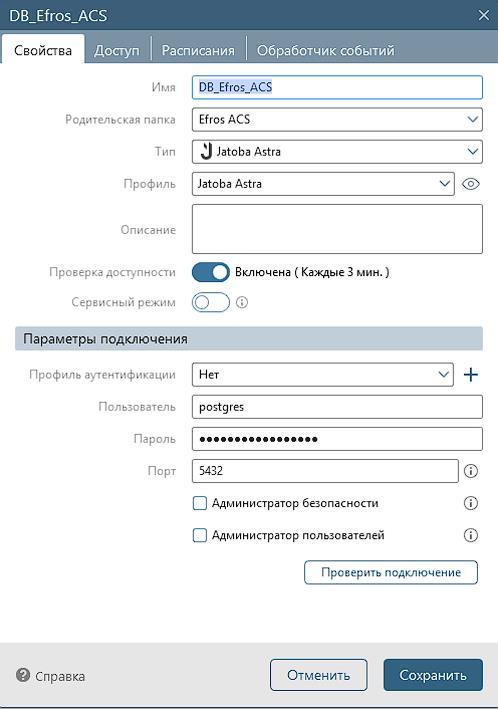 DB_Efros_ACS
Свойства Доступ Расписания Обработчик событий
Имя DB_Efros_ACS
Родительская папка Efros ACS
Тип Jatoba Astra
Профиль Jatoba Astra
Описание
Проверка доступности Включена ( Каждые 3 мин. )
Сервисный режим
Параметры подключения
Профиль аутентификации Нет
Пользователь postgres
Пароль •••••••••••••••••
Порт 5432
Администратор безопасности
Администратор пользователей
Проверить подключение
Справка Отменить Сохранить